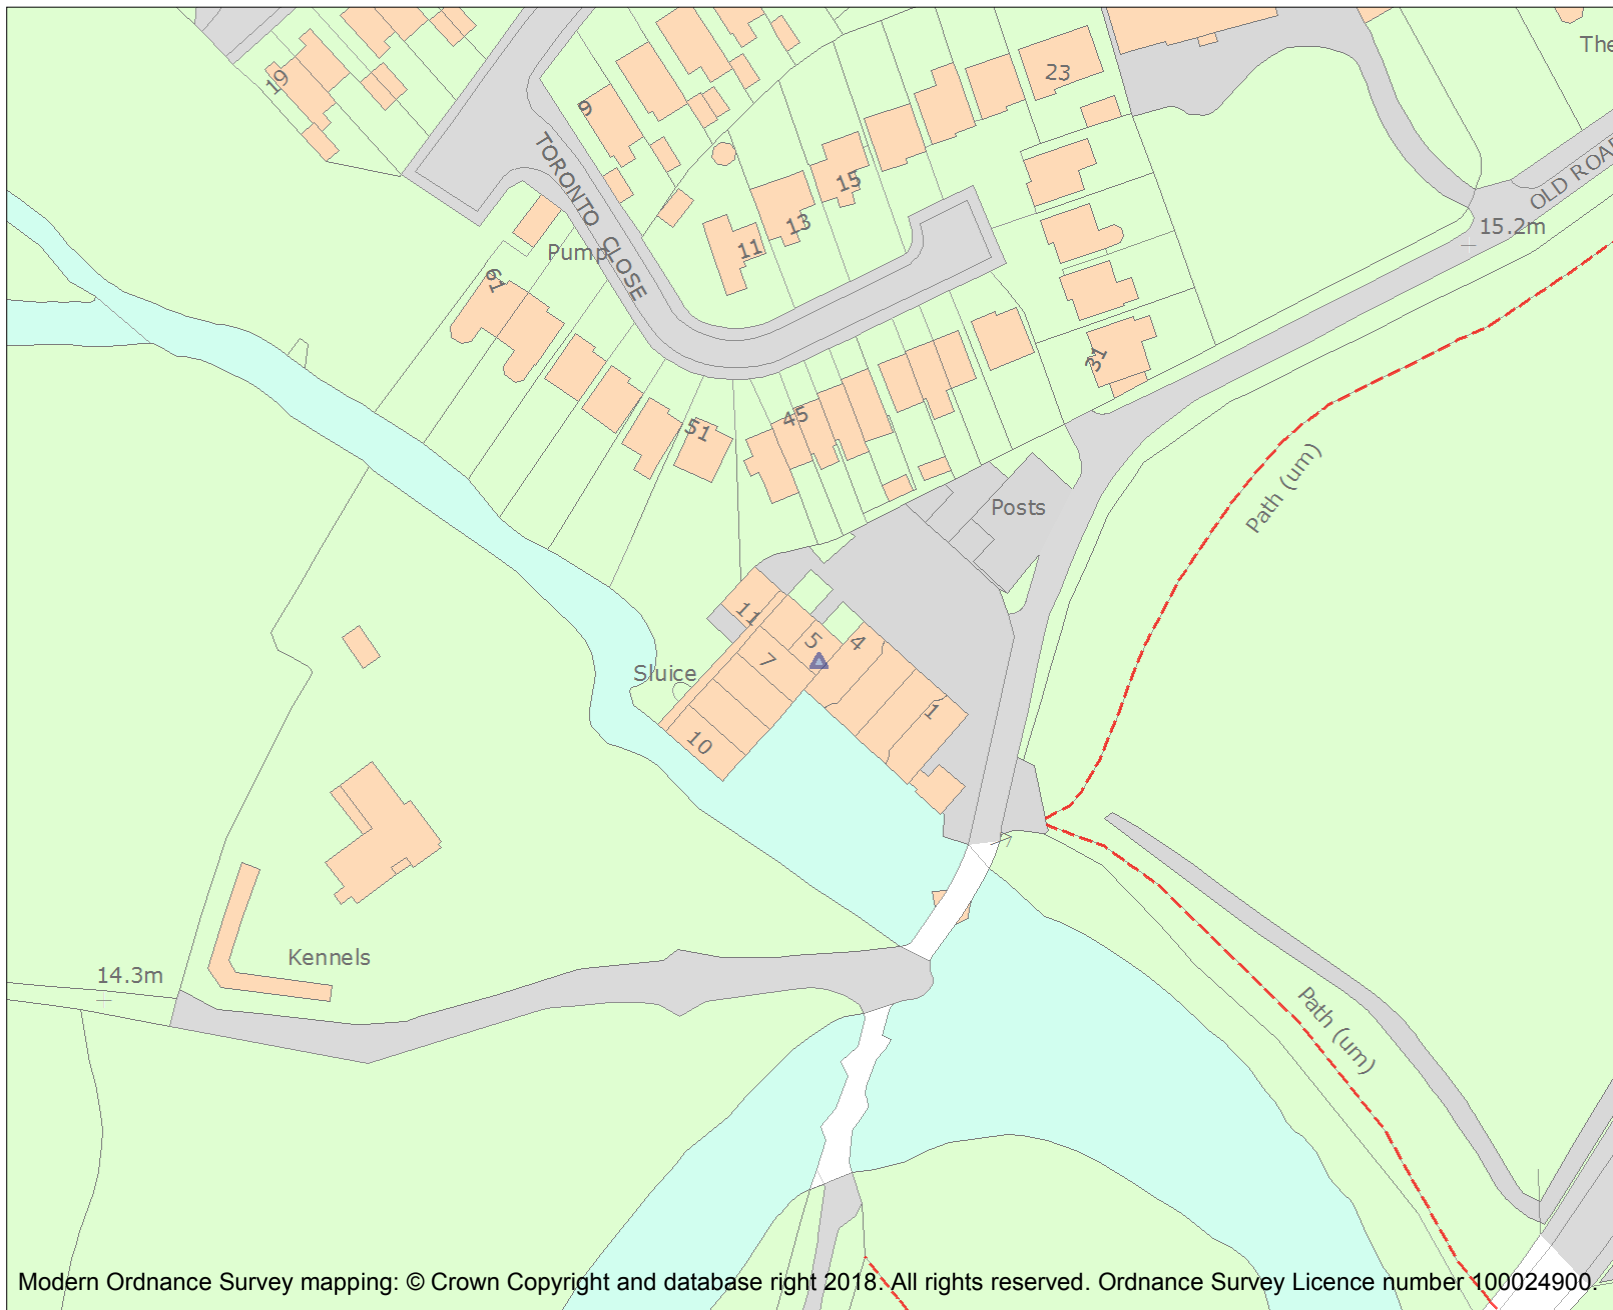 The
23
19
9
TORONTO CLOSE
15
13
11
OLD ROAD
15.2m
Pump
61
31
45
51
Path (um)
Posts
11
5
4
7
Sluice
1
10
Kennels
14.3m
Path (um)
Modern Ordnance Survey mapping: © Crown Copyright and database right 2018. All rights reserved. Ordnance Survey Licence number 100024900.